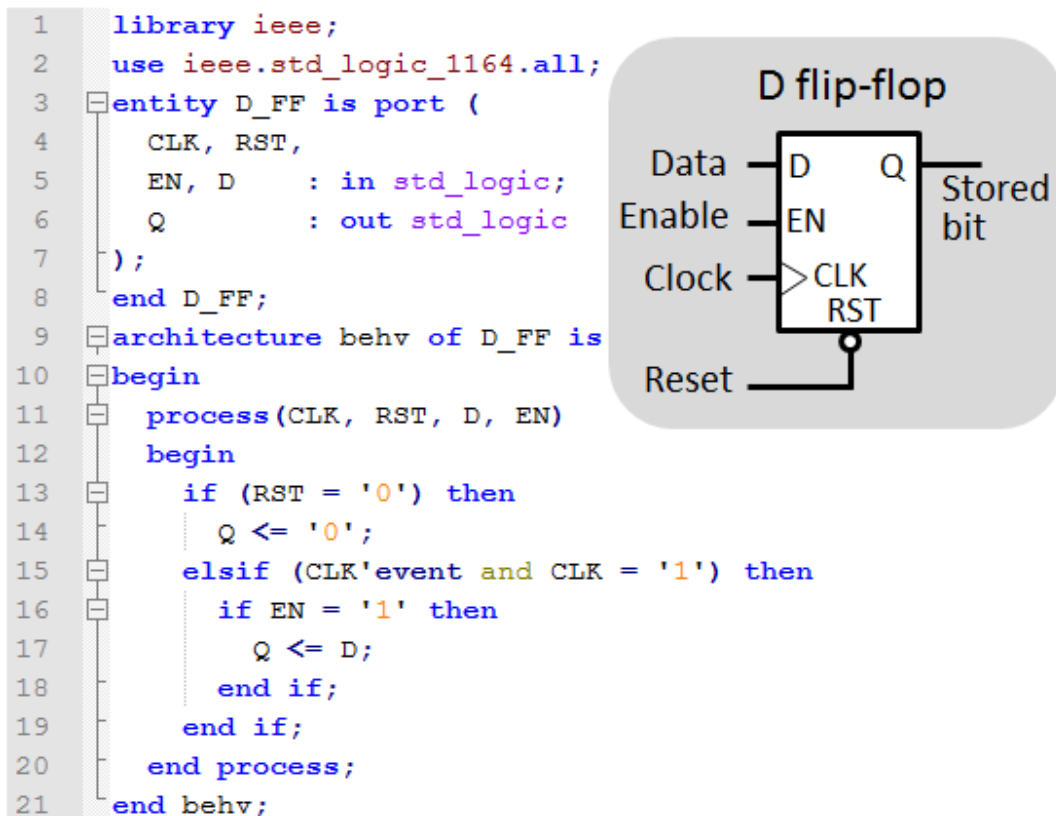 1 library ieee;
2 use ieee.std_logic_1164.all;
3 entity D_FF is port (
4 CLK, RST,
5 EN, D : in std_logic;
6 Q : out std_logic
7 );
8 end D_FF;
9 architecture behv of D_FF is
10 begin
11 process(CLK, RST, D, EN)
12 begin
13 if (RST = '0') then
14 Q <= '0';
15 elsif (CLK'event and CLK = '1') then
16 if EN = '1' then
17 Q <= D;
18 end if;
19 end if;
20 end process;
21 end behv;
D flip-flop
Data D Q Stored
bit
Enable EN
Clock CLK
RST
Reset